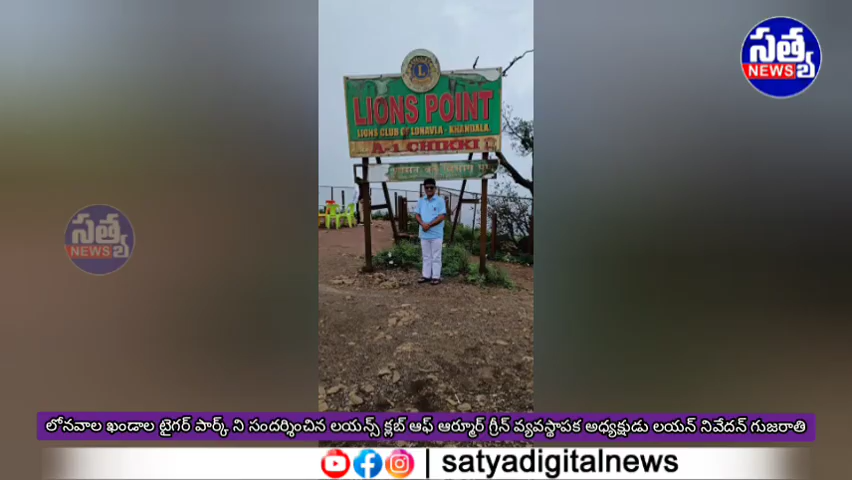 సత్య
NEWS
LIONS POINT
LIONS CLUB OF LONAVLA - KHANDALA
A-1 CHIKKI
సత్య
NEWS
లోనవాల ఖండాల టైగర్ పార్క్ ని సందర్శించిన లయన్స్ క్లబ్ ఆఫ్ ఆర్మూర్ గ్రీన్ వ్యవస్థాపక అధ్యక్షుడు లయన్ నివేదన్ గుజరాతి
satyadigitalnews